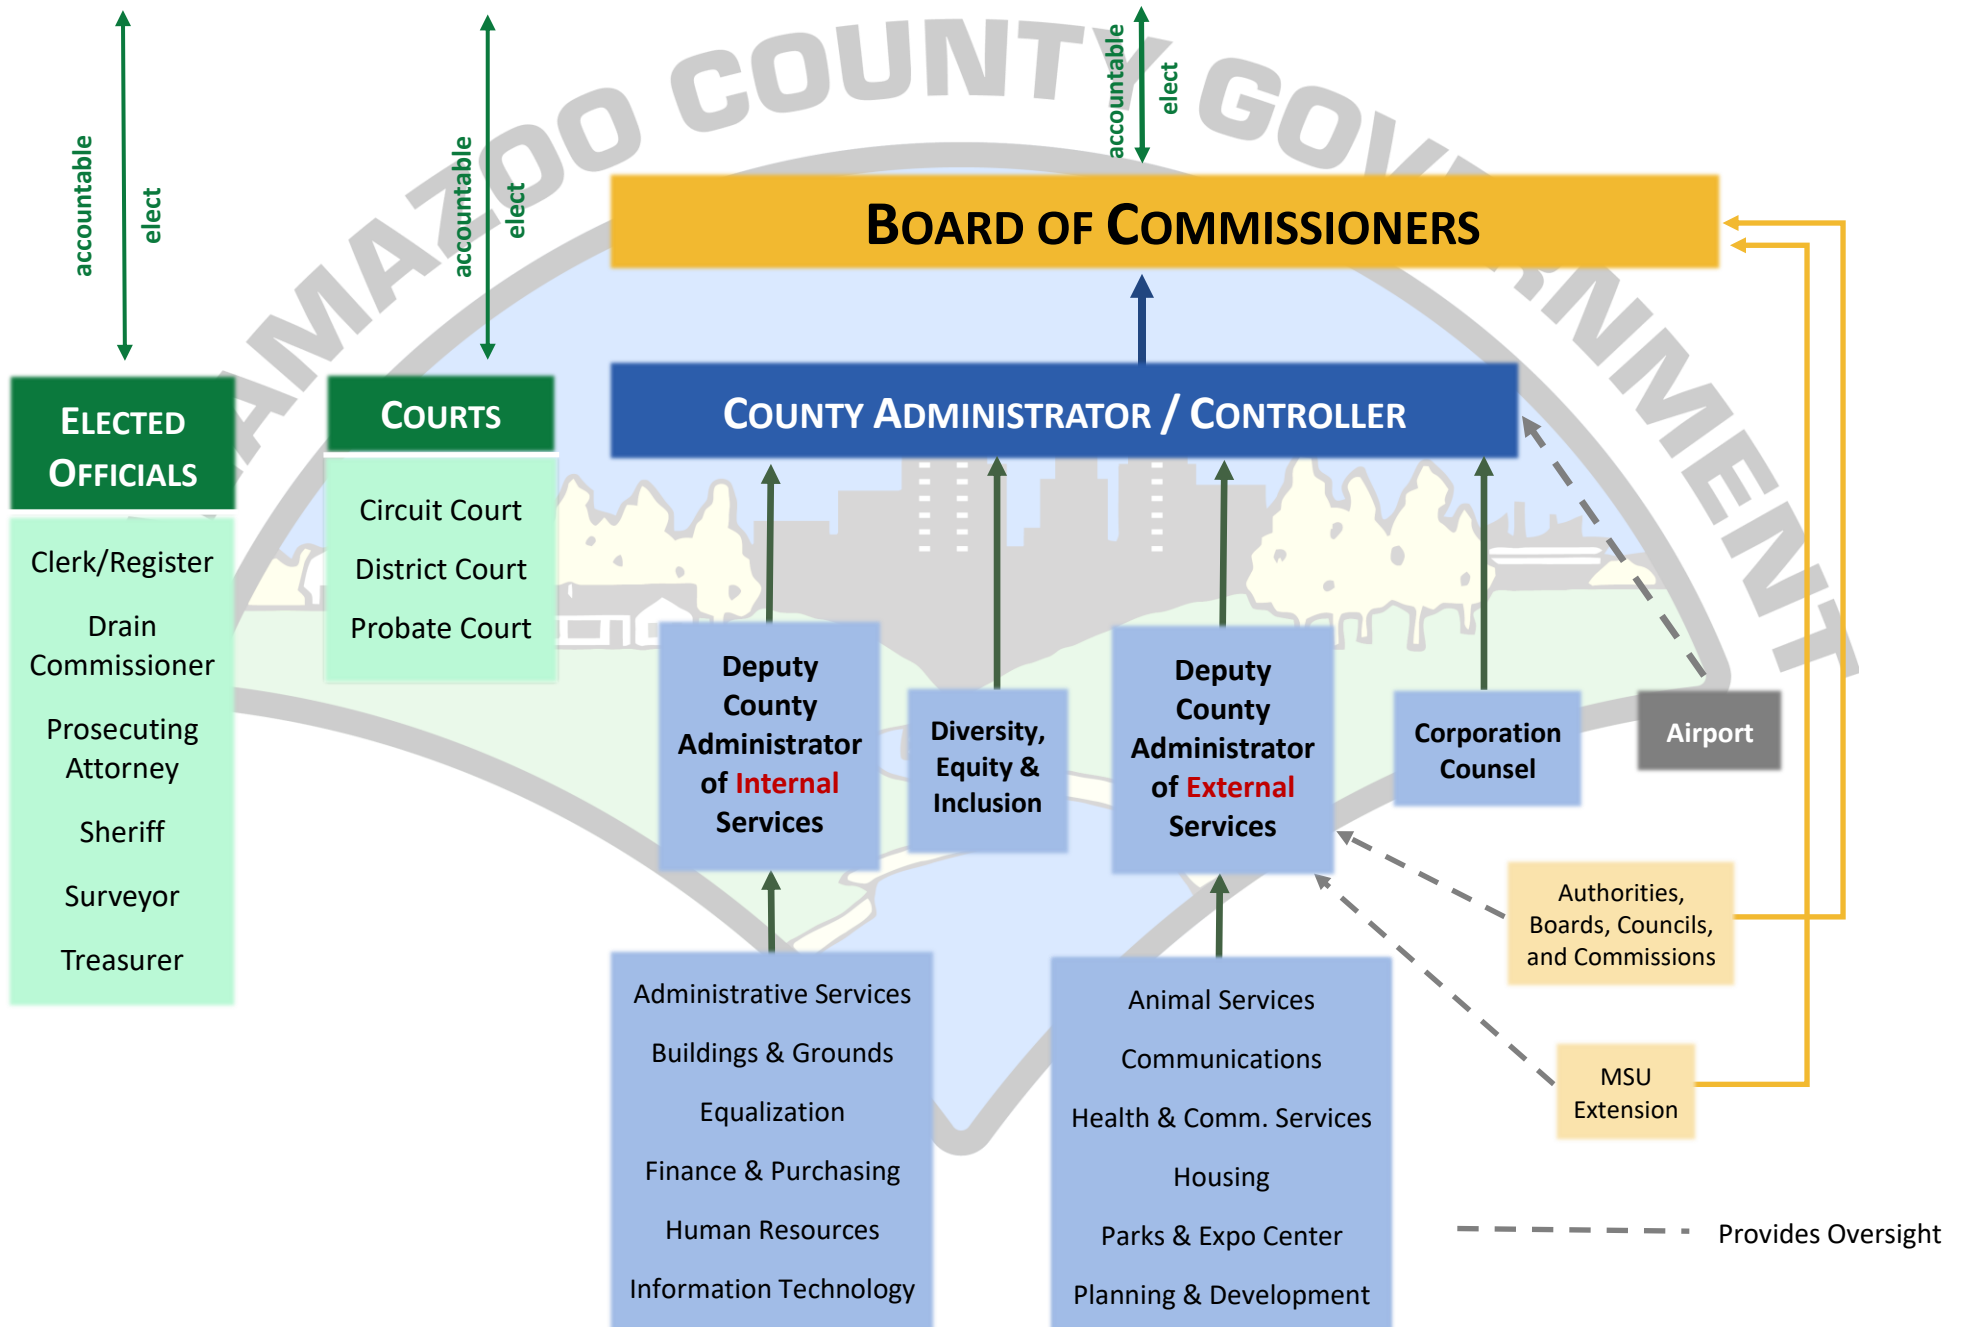 accountable
elect
accountable
elect
accountable
elect
AMAZOO COUNTY GOVERNMENT
BOARD OF COMMISSIONERS
ELECTED
OFFICIALS
Clerk/Register
Drain
Commissioner
Prosecuting
Attorney
Sheriff
Surveyor
Treasurer
COURTS
Circuit Court
District Court
Probate Court
COUNTY ADMINISTRATOR / CONTROLLER
Deputy
County
Administrator
of Internal
Services
Diversity,
Equity &
Inclusion
Deputy
County
Administrator
of External
Services
Corporation
Counsel
Airport
Administrative Services
Buildings & Grounds
Equalization
Finance & Purchasing
Human Resources
Information Technology
Animal Services
Communications
Health & Comm. Services
Housing
Parks & Expo Center
Planning & Development
Authorities,
Boards, Councils,
and Commissions
MSU
Extension
Provides Oversight